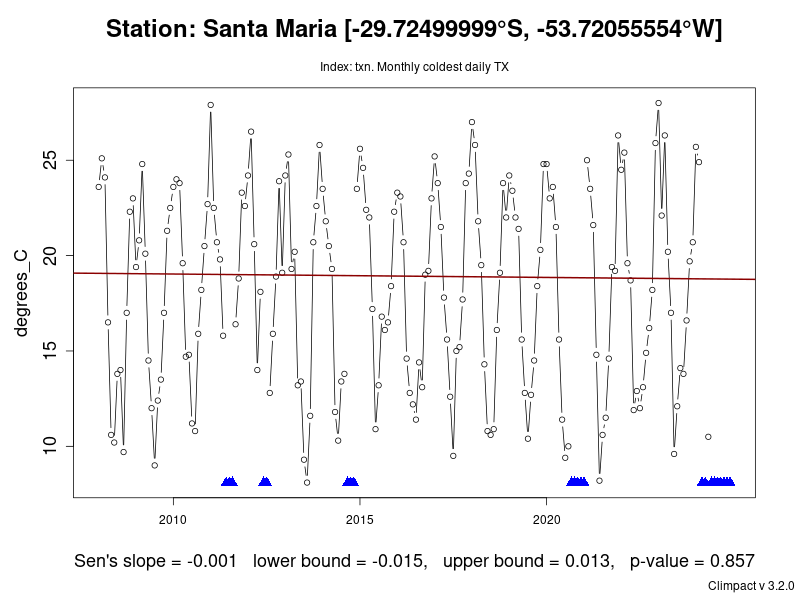 Station: Santa Maria [-29.72499999°S, -53.72055554°W]
Index: txn. Monthly coldest daily TX
degrees_C
25
20
15
10
2010 2015 2020
Sen's slope = -0.001 lower bound = -0.015, upper bound = 0.013, p-value = 0.857
Climpact v 3.2.0